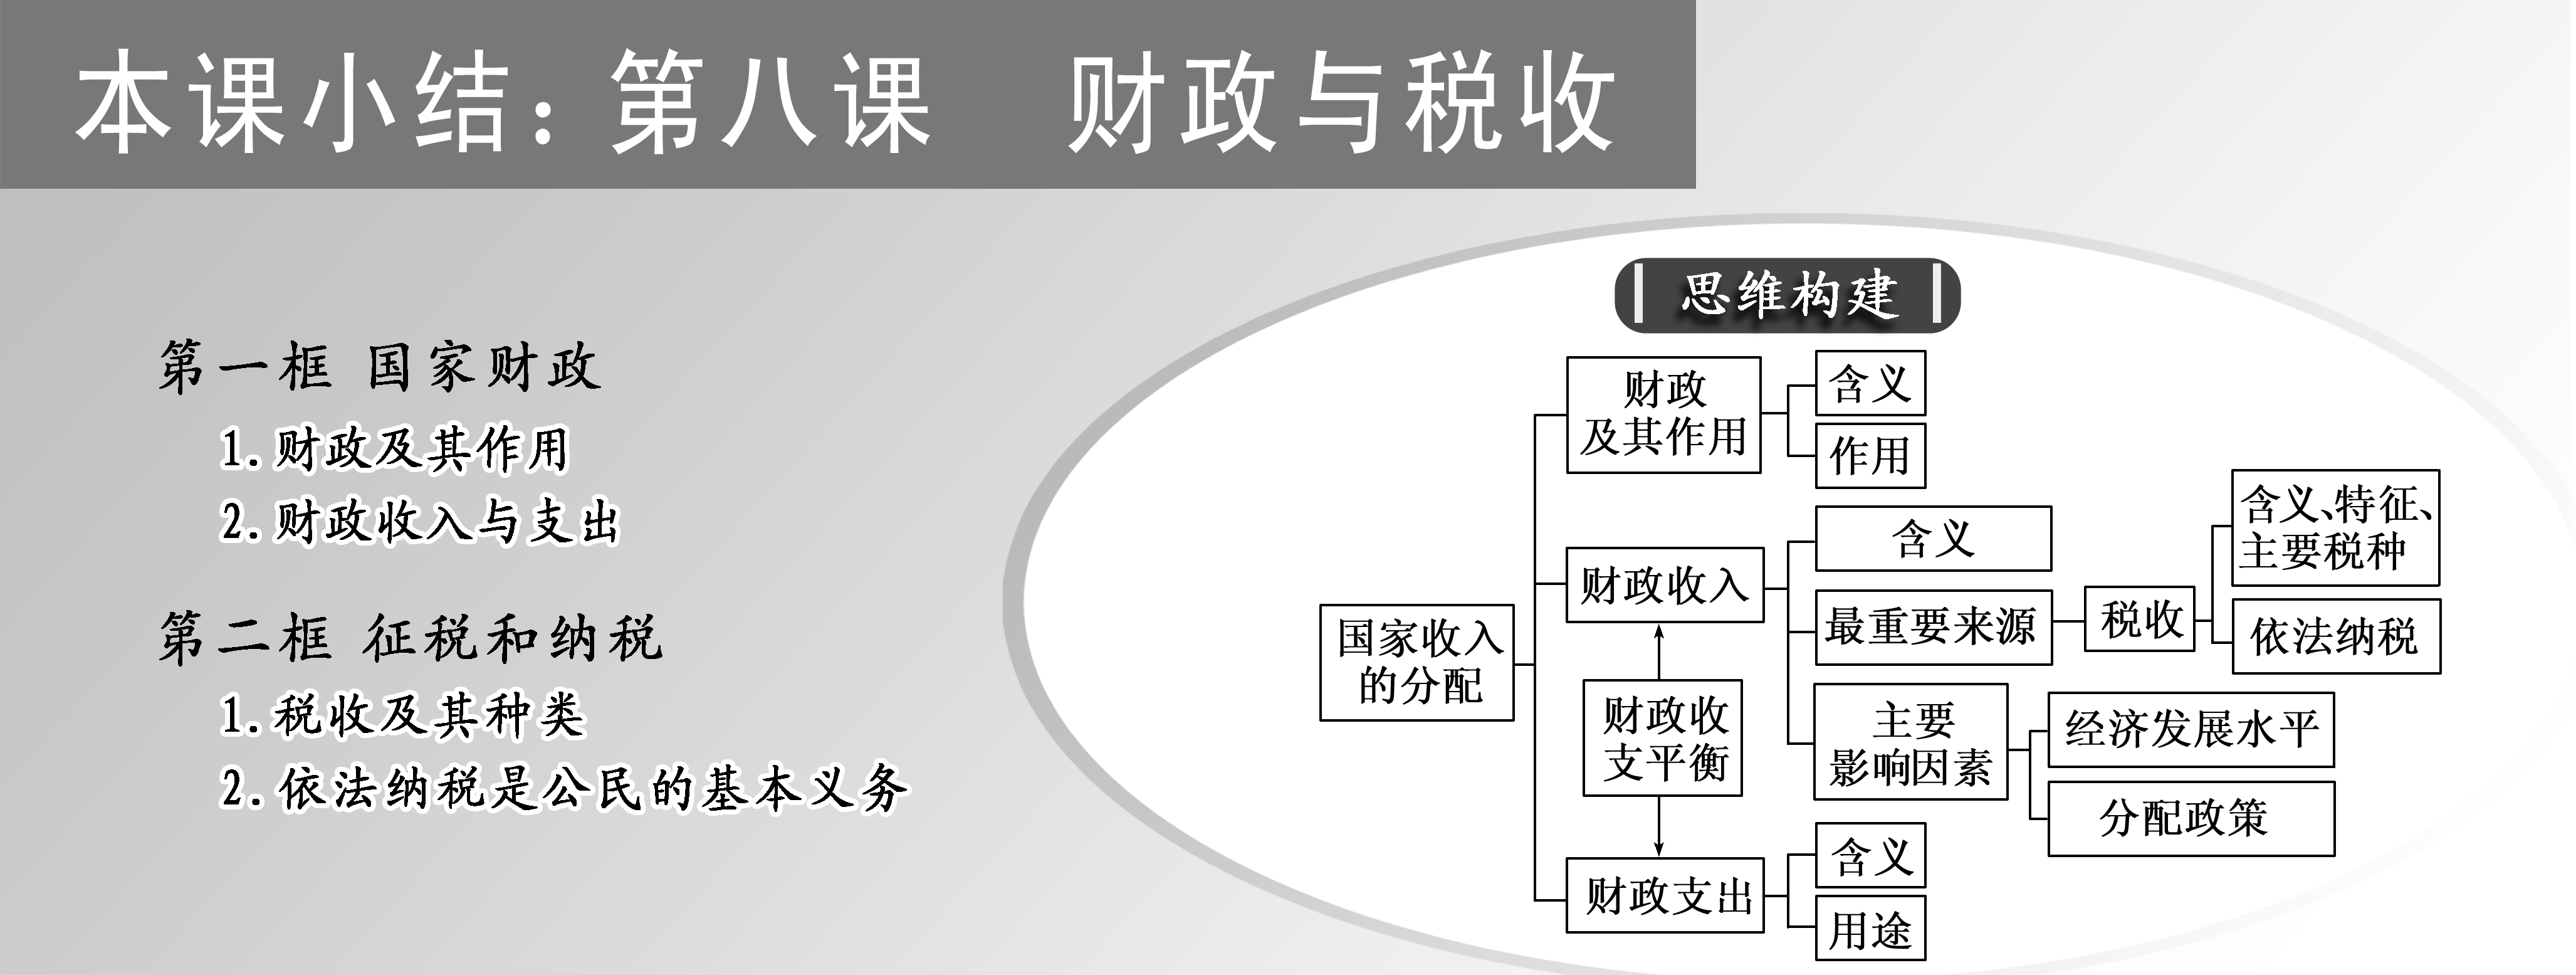 本课小结：第八课 财政与税收
第一框 国家财政
1.财政及其作用
2.财政收入与支出
第二框 征税和纳税
1.税收及其种类
2.依法纳税是公民的基本义务
思维构建
国家收入
的分配
财政
及其作用
含义
作用
财政收入
含义
最重要来源
税收
含义、特征、
主要税种
依法纳税
主要
影响因素
经济发展水平
分配政策
财政收
支平衡
财政支出
含义
用途